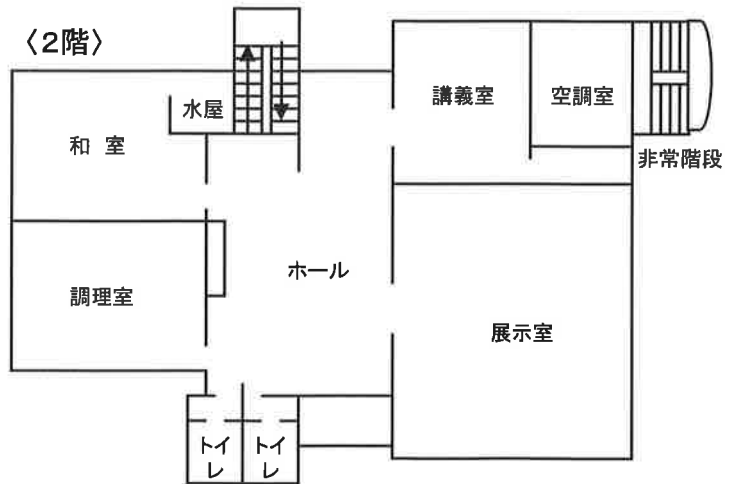 〈2階〉
水屋
講義室
空調室
和 室
非常階段
ホール
調理室
展示室
トイレ
トイレ